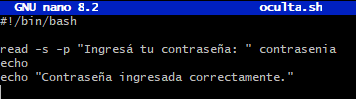 GNU nano 8.2 oculta.sh
#!/bin/bash
read -s -p "Ingresá tu contraseña: " contrasenia
echo
echo "Contraseña ingresada correctamente."